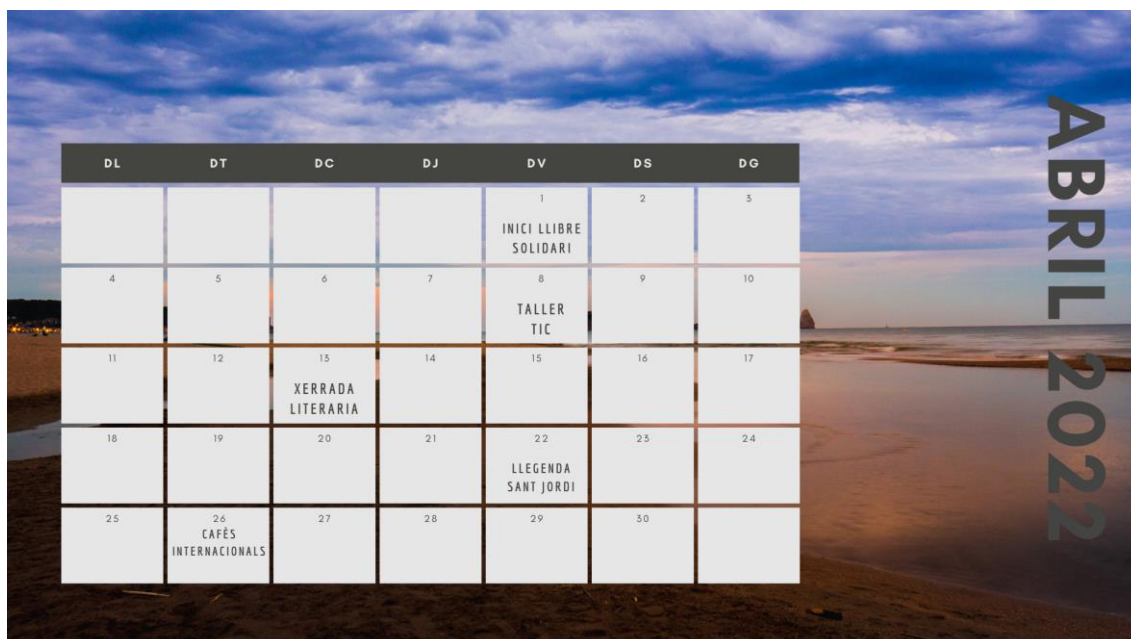 ABRIL 2022
DL DT DC DJ DV DS DG
1 2 3
INICI LLIBRE
SOLIDARI
4 5 6 7 8 9 10
TALLER
TIC
11 12 13 14 15 16 17
XERRADA
LITERARIA
18 19 20 21 22 23 24
LLEGENDA
SANT JORDI
25 26 27 28 29 30
CAFÈS
INTERNACIONALS